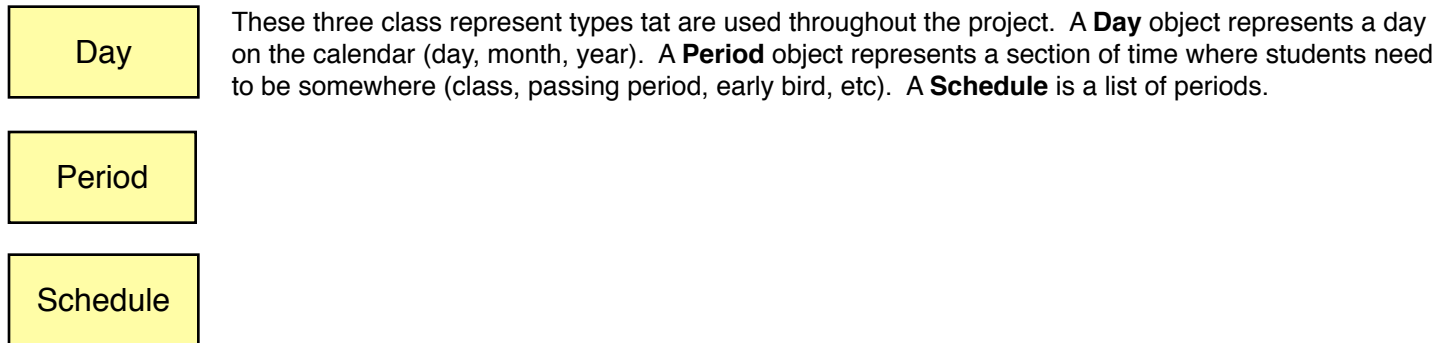 Day
These three class represent types tat are used throughout the project. A Day object represents a day
on the calendar (day, month, year). A Period object represents a section of time where students need
to be somewhere (class, passing period, early bird, etc). A Schedule is a list of periods.
Period
Schedule